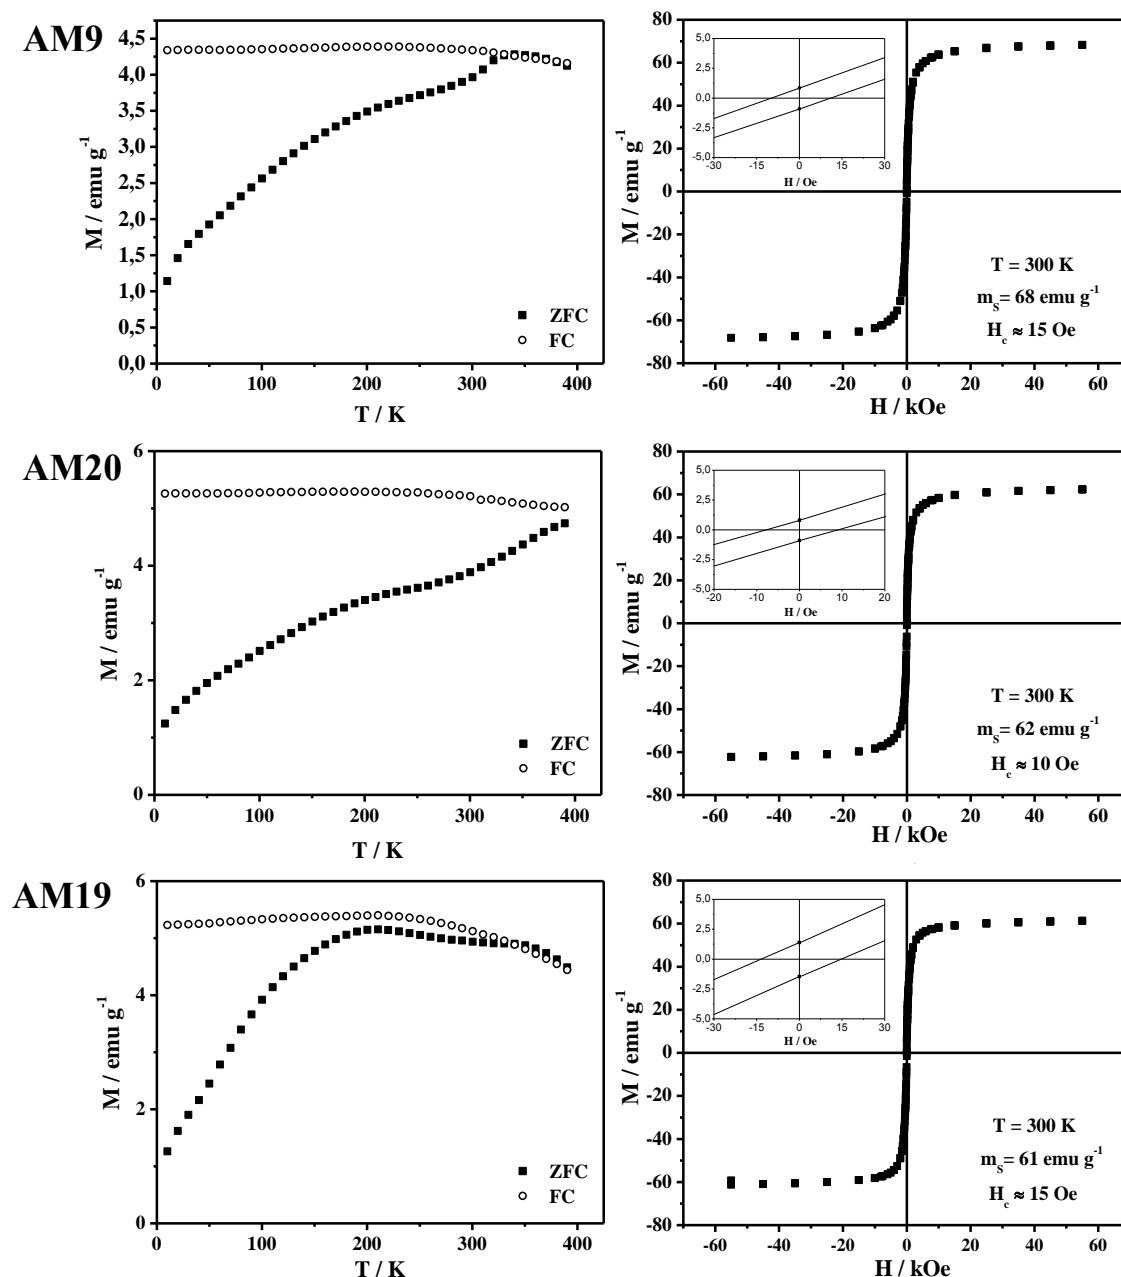 AM9
4,5
4,0
3,5
3,0
2,5
2,0
1,5
1,0
0,5
0,0
M / emu g⁻¹
0 100 200 300 400
T / K
ZFC
FC
80
60
40
20
0
-20
-40
-60
-80
M / emu g⁻¹
-60 -40 -20 0 20 40 60
H / kOe
5,0
2,5
0,0
-2,5
-5,0
-30 -15 0 15 30
H / Oe
T = 300 K
mₛ= 68 emu g⁻¹
H꜀ ≈ 15 Oe
AM20
6
4
2
0
M / emu g⁻¹
0 100 200 300 400
T / K
ZFC
FC
80
60
40
20
0
-20
-40
-60
-80
M / emu g⁻¹
-60 -40 -20 0 20 40 60
H / kOe
5,0
2,5
0,0
-2,5
-5,0
-20 -10 0 10 20
H / Oe
T = 300 K
mₛ= 62 emu g⁻¹
H꜀ ≈ 10 Oe
AM19
6
4
2
0
M / emu g⁻¹
0 100 200 300 400
T / K
ZFC
FC
80
60
40
20
0
-20
-40
-60
-80
M / emu g⁻¹
-60 -40 -20 0 20 40 60
H / kOe
5,0
2,5
0,0
-2,5
-5,0
-30 -15 0 15 30
H / Oe
T = 300 K
mₛ= 61 emu g⁻¹
H꜀ ≈ 15 Oe